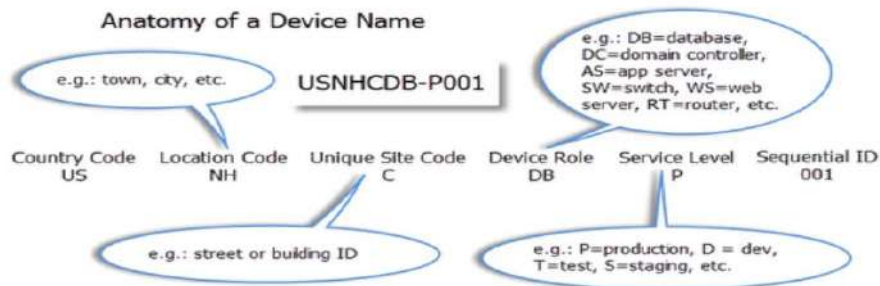 Anatomy of a Device Name
e.g.: town, city, etc.
USNHCDB-P001
e.g.: DB=database,
DC=domain controller,
AS=app server,
SW=switch, WS=web
server, RT=router, etc.
Country Code Location Code Unique Site Code Device Role Service Level Sequential ID
US NH C DB P 001
e.g.: street or building ID
e.g.: P=production, D = dev,
T=test, S=staging, etc.